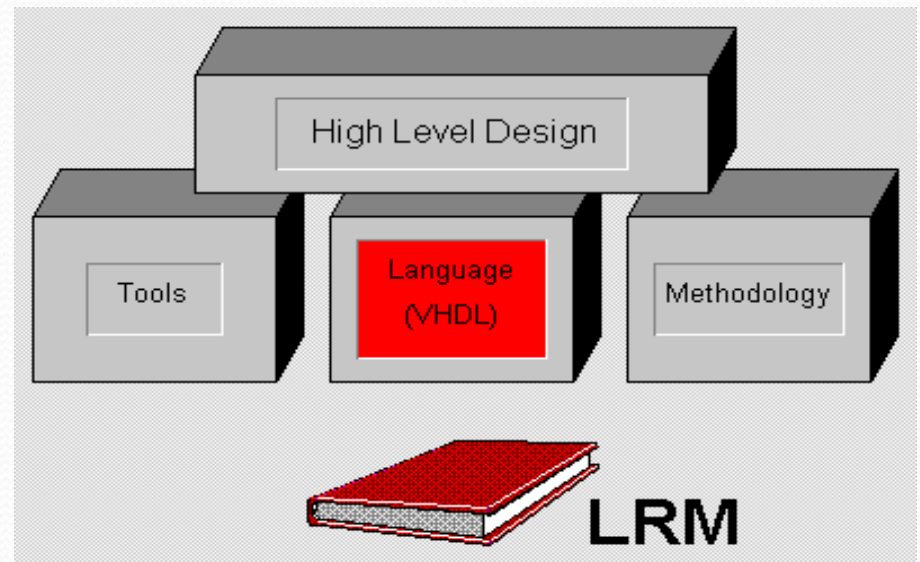 High Level Design
Tools
Language
(VHDL)
Methodology
LRM